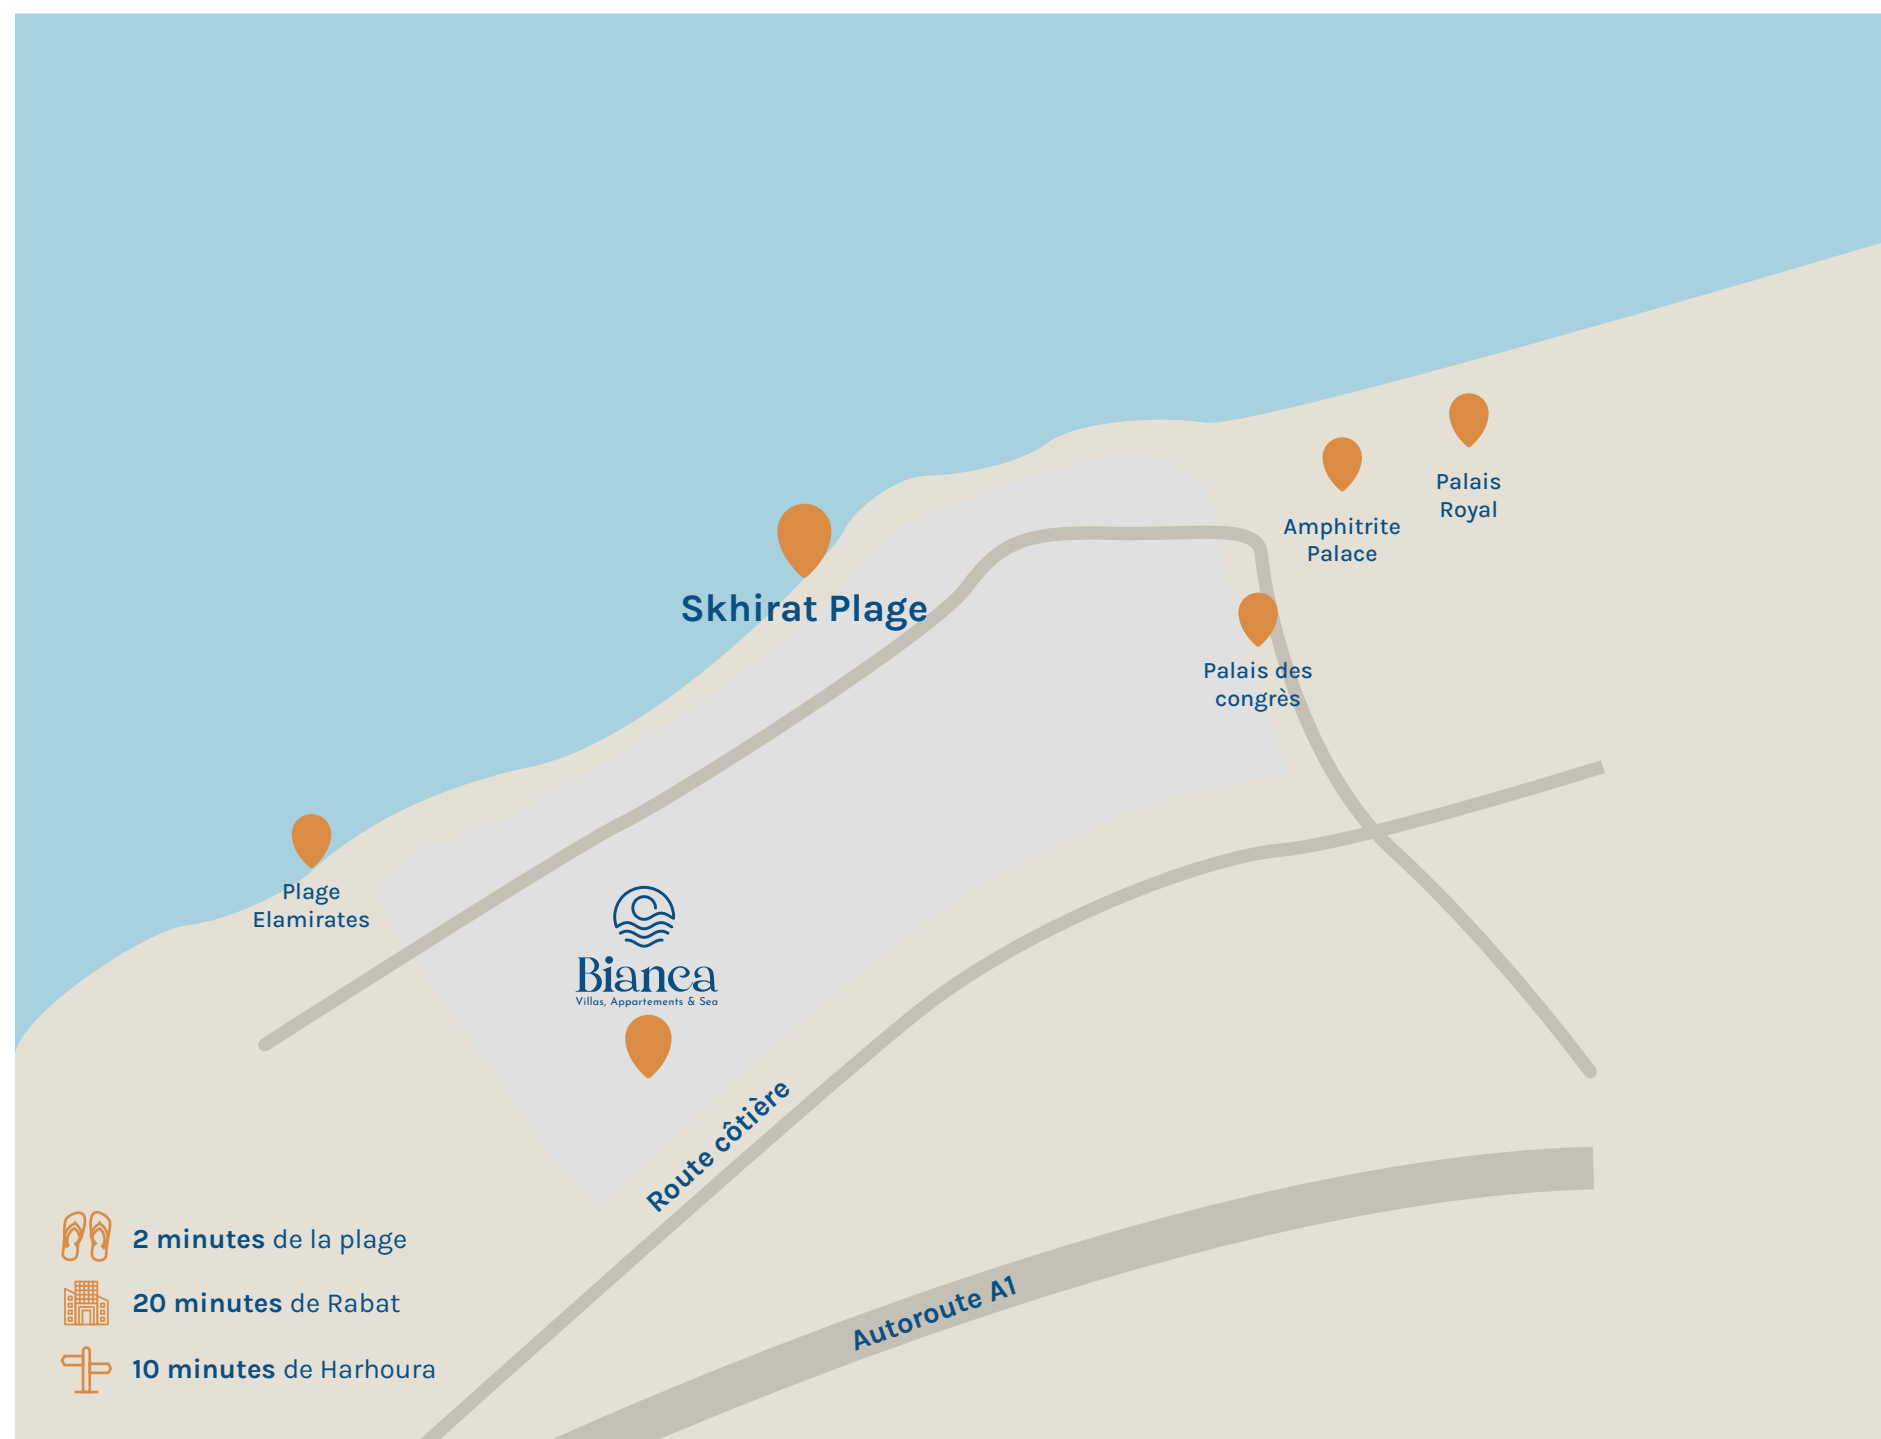 Palais
Royal
Amphitrite
Palace
Skhirat Plage
Palais des
congrès
Plage
Elamirates
Bianca
Villas, Appartements & Sea
Route côtière
2 minutes de la plage
20 minutes de Rabat
Autoroute A1
10 minutes de Harhoura